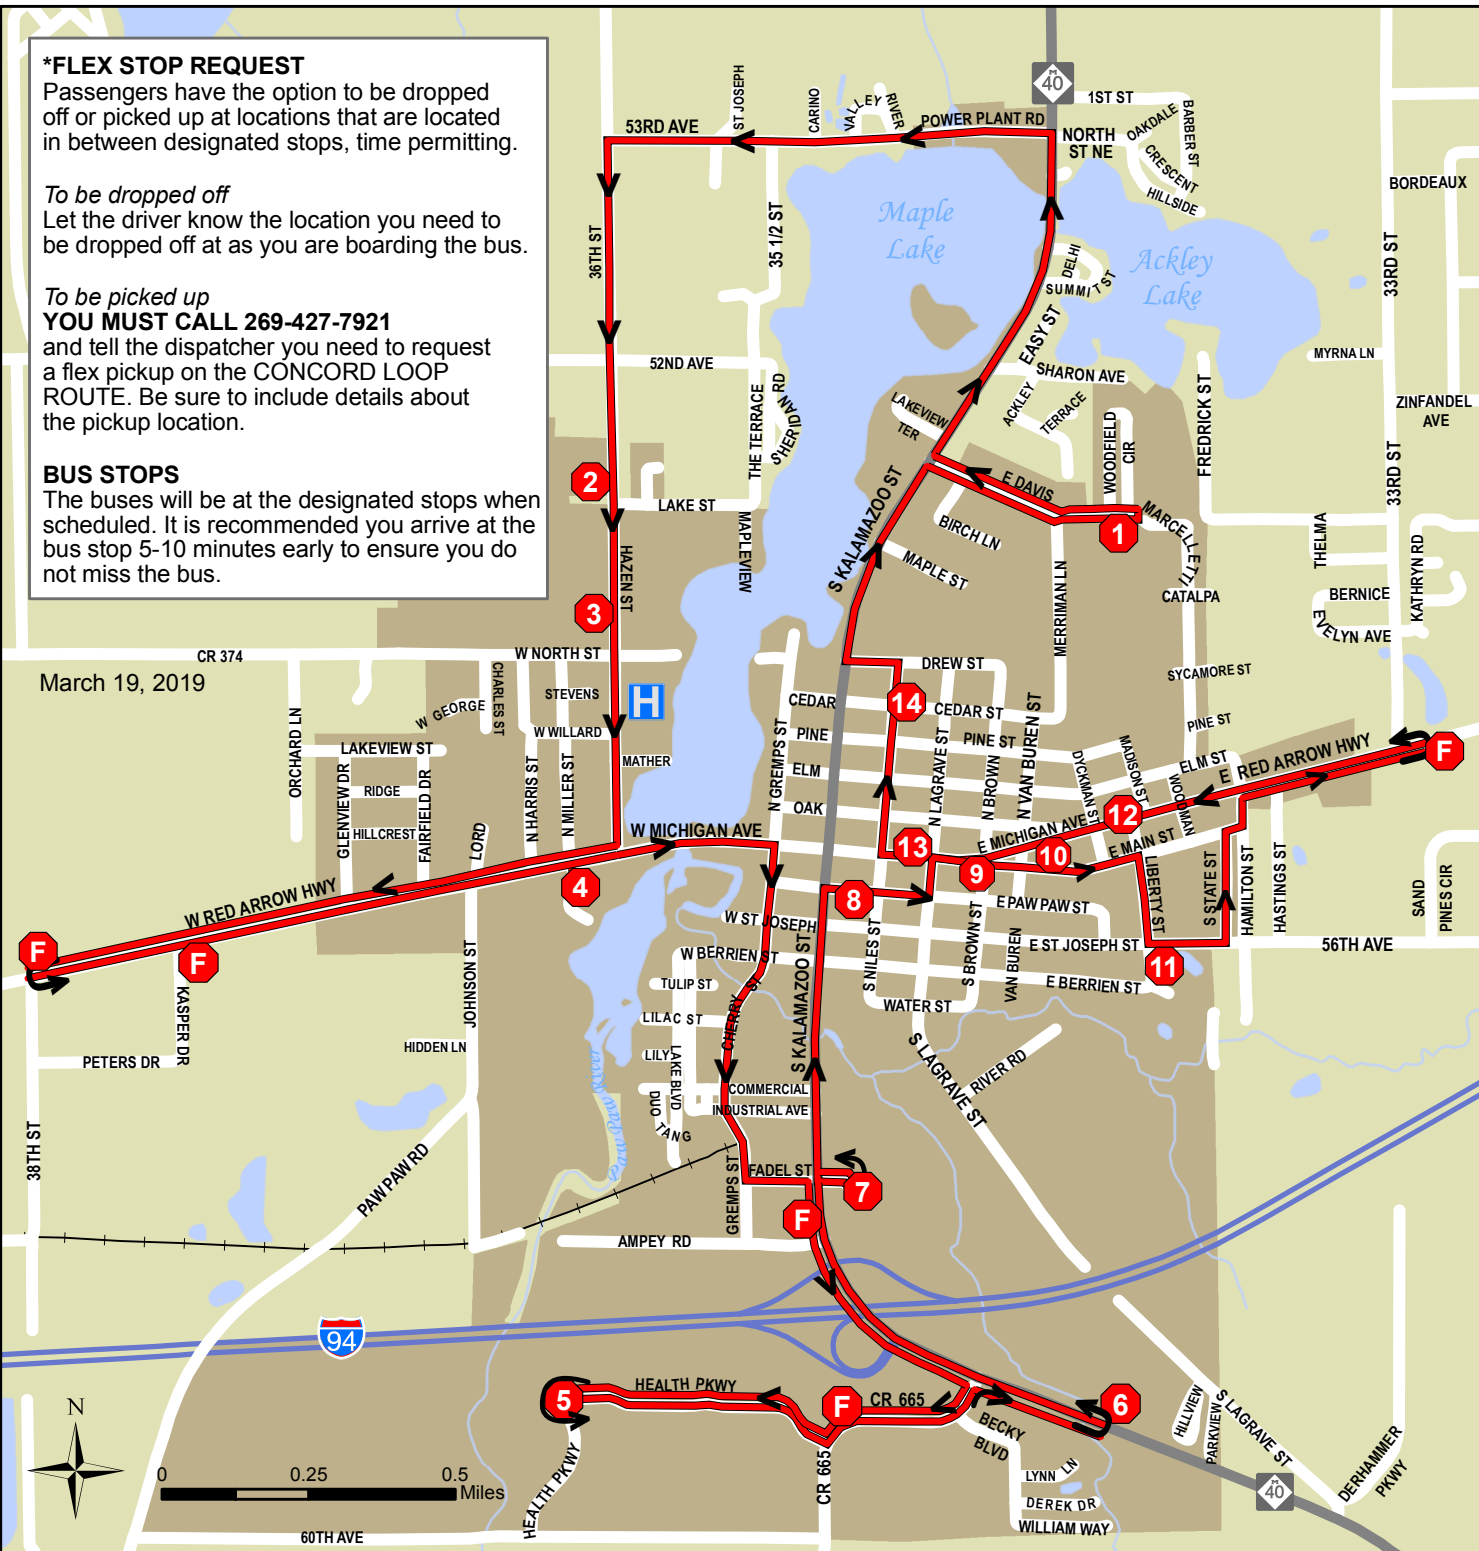 *FLEX STOP REQUEST
Passengers have the option to be dropped
off or picked up at locations that are located
in between designated stops, time permitting.
To be dropped off
Let the driver know the location you need to
be dropped off at as you are boarding the bus.
To be picked up
YOU MUST CALL 269-427-7921
and tell the dispatcher you need to request
a flex pickup on the CONCORD LOOP
ROUTE. Be sure to include details about
the pickup location.
BUS STOPS
The buses will be at the designated stops when
scheduled. It is recommended you arrive at the
bus stop 5-10 minutes early to ensure you do
not miss the bus.
March 19, 2019
M
40
1ST ST
BARBER ST
OAKDALE
CRESCENT
HILLSIDE
NORTH
ST NE
POWER PLANT RD
RIVER
VALLEY
CARINO
ST JOSEPH
53RD AVE
36TH ST
35 1/2 ST
Maple
Lake
Ackley
Lake
DELHI
SUMMIT ST
EASY ST
SHARON AVE
ACKLEY
TERRACE
LAKEVIEW
TER
BORDEAUX
33RD ST
MYRNA LN
ZINFANDEL
AVE
33RD ST
FREDRICK ST
WOODFIELD
CIR
52ND AVE
THE TERRACE
SHERIDAN RD
2
LAKE ST
MAPLEVIEW
HAZEN ST
3
E DAVIS
1
MARCELLETTI
BIRCH LN
MAPLE ST
S KALAMAZOO ST
MERRIMAN LN
CATALPA
THELMA
BERNICE
KATHRYN RD
EVELYN AVE
SYCAMORE ST
CR 374
W NORTH ST
CHARLES ST
W GEORGE
STEVENS
H
W WILLARD
MATHER
ORCHARD LN
LAKEVIEW ST
RIDGE
HILLCREST
GLENVIEW DR
FAIRFIELD DR
LORD
N HARRIS ST
N MILLER ST
DREW ST
14
CEDAR
CEDAR ST
PINE
PINE ST
PINE ST
ELM
ELM ST
OAK
N GREMPS ST
N LAGRAVE ST
N BROWN
N VAN BUREN ST
DYCKMAN ST
MADISON ST
WOODMAN
E RED ARROW HWY
F
12
13
E MICHIGAN AVE
10
E MAIN ST
9
8
W MICHIGAN AVE
4
W RED ARROW HWY
F
F
E PAW PAW ST
W ST JOSEPH
E ST JOSEPH ST
LIBERTY ST
S STATE ST
HAMILTON ST
HASTINGS ST
SAND
PINES CIR
56TH AVE
11
W BERRIEN ST
E BERRIEN ST
S NILES ST
S BROWN ST
VAN BUREN
WATER ST
TULIP ST
LILAC ST
LILY
LAKE BLVD
DUO
TANG
CHERRY ST
COMMERCIAL
INDUSTRIAL AVE
S KALAMAZOO ST
S LAGRAVE ST
RIVER RD
JOHNSON ST
HIDDEN LN
KASPER DR
PETERS DR
38TH ST
PAW PAW RD
Paw Paw River
FADEL ST
GREMPS ST
7
F
AMPEY RD
94
5
HEALTH PKWY
F
CR 665
6
BECKY
BLVD
LYNN LN
DEREK DR
WILLIAM WAY
CR 665
HEALTH PKWY
60TH AVE
HILLVIEW
PARKVIEW
S LAGRAVE ST
DERHAMMER
PKWY
M
40
N
0
0.25
0.5
Miles